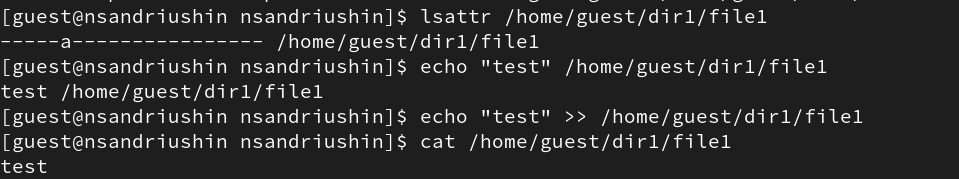 [guest@nsandriushin nsandriushin]$ lsattr /home/guest/dir1/file1
-----a---------------- /home/guest/dir1/file1
[guest@nsandriushin nsandriushin]$ echo "test" /home/guest/dir1/file1
test /home/guest/dir1/file1
[guest@nsandriushin nsandriushin]$ echo "test" >> /home/guest/dir1/file1
[guest@nsandriushin nsandriushin]$ cat /home/guest/dir1/file1
test